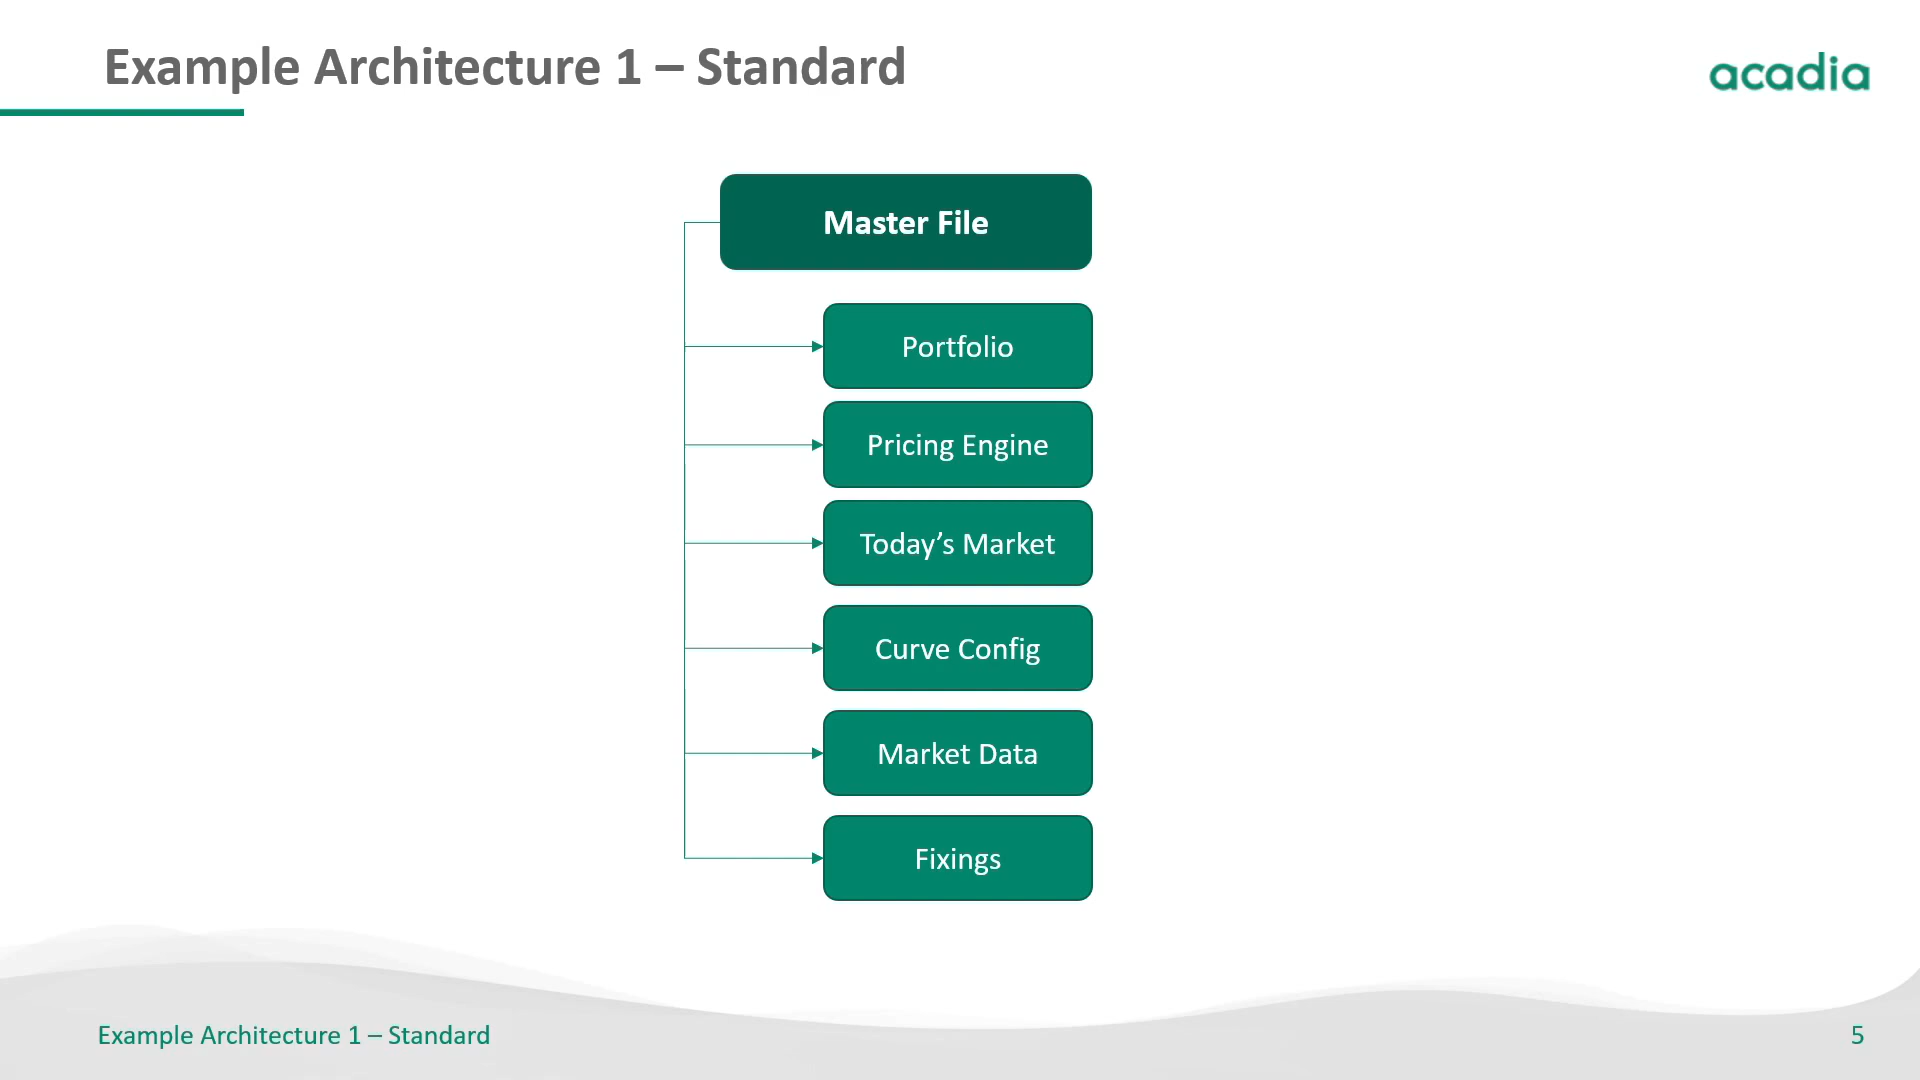 Example Architecture 1 – Standard
acadia
Master File
Portfolio
Pricing Engine
Today’s Market
Curve Config
Market Data
Fixings
Example Architecture 1 – Standard
5